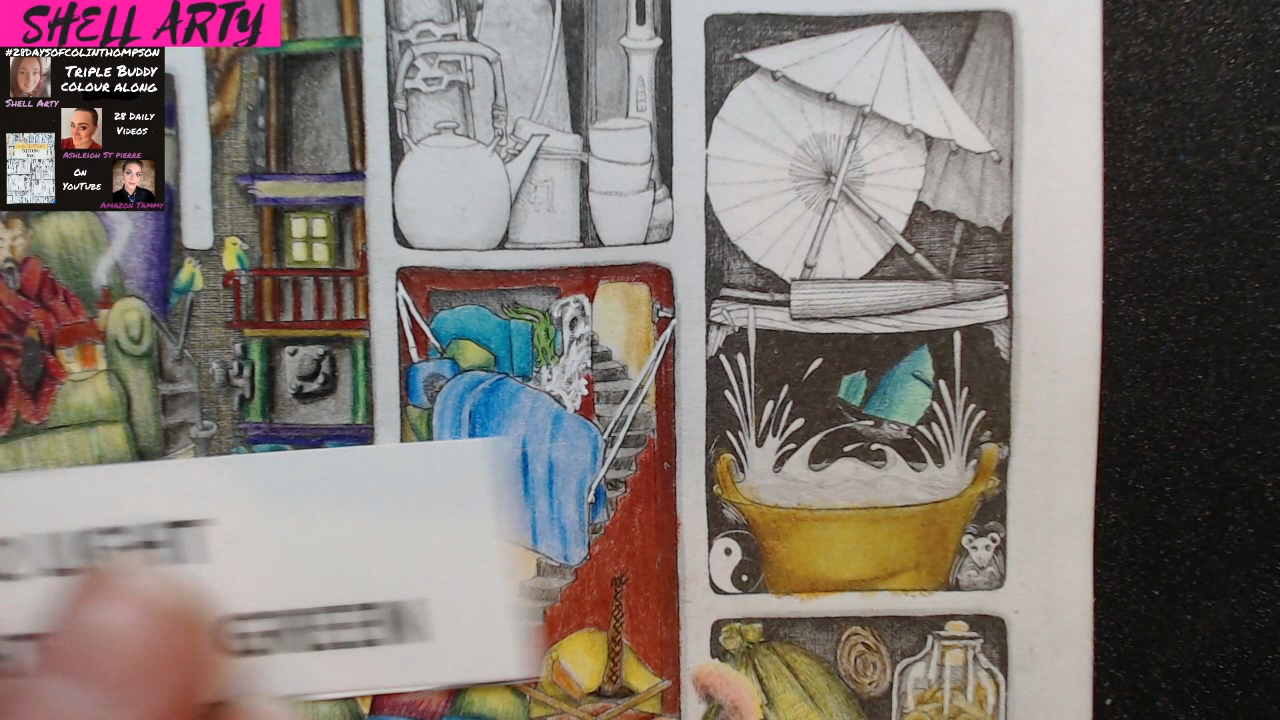 SHELL ARTY
#28DAYSOFCOLINTHOMPSON
TRIPLE BUDDY
COLOUR ALONG
SHELL ARTY
28 DAILY
VIDEOS
ASHLEIGH ST PIERRE
ON
YOUTUBE
AMAZON TAMMY